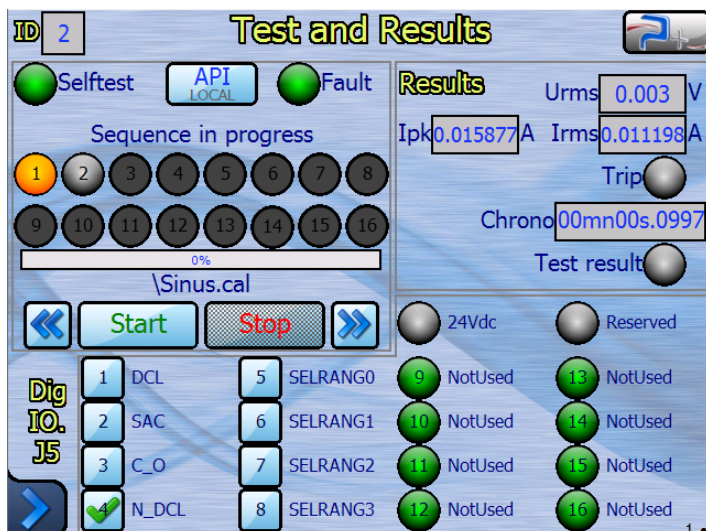 ID 2 Test and Results
Selftest API LOCAL Fault
Sequence in progress
1 2 3 4 5 6 7 8
9 10 11 12 13 14 15 16
0%
\Sinus.cal
Start Stop
Results
Urms 0.003 V
Ipk 0.015877 A Irms 0.011198 A
Trip
Chrono 00mn00s.0997
Test result
24Vdc Reserved
Dig
IO.
J5
1 DCL 5 SELRANG0 9 NotUsed 13 NotUsed
2 SAC 6 SELRANG1 10 NotUsed 14 NotUsed
3 C_O 7 SELRANG2 11 NotUsed 15 NotUsed
4 N_DCL 8 SELRANG3 12 NotUsed 16 NotUsed